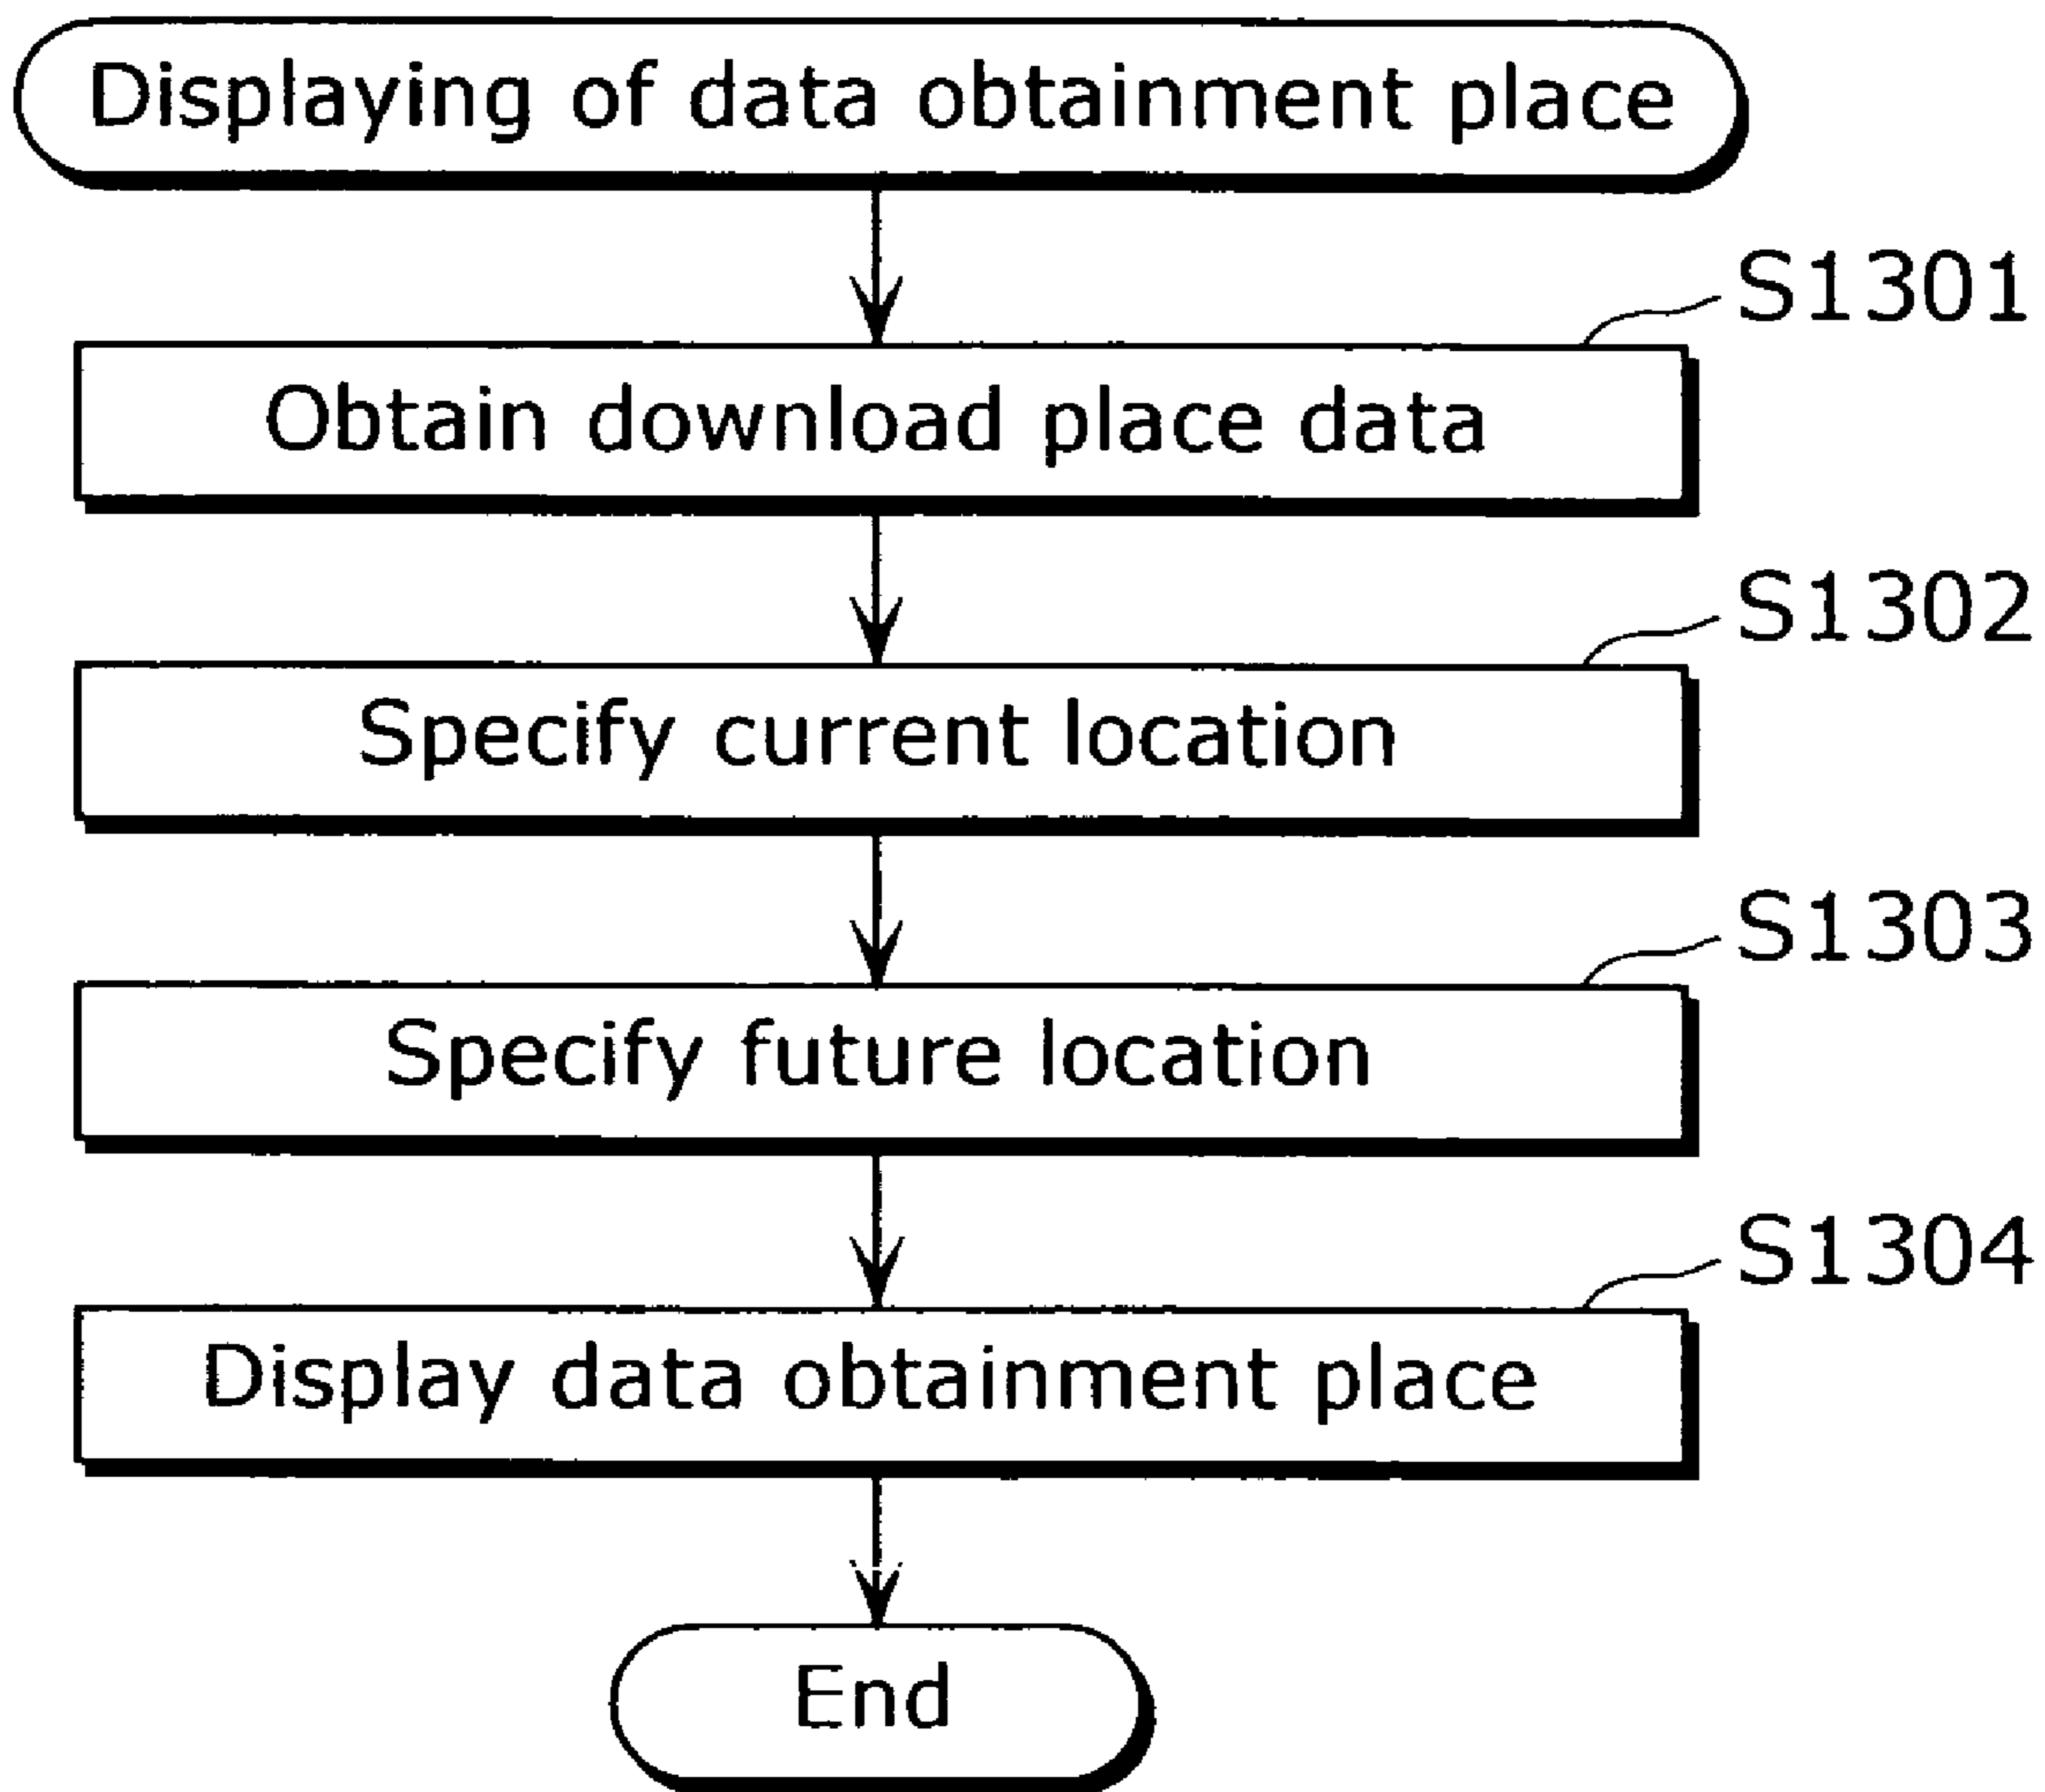 Displaying of data obtainment place
S1301
Obtain download place data
S1302
Specify current location
S1303
Specify future location
S1304
Display data obtainment place
End